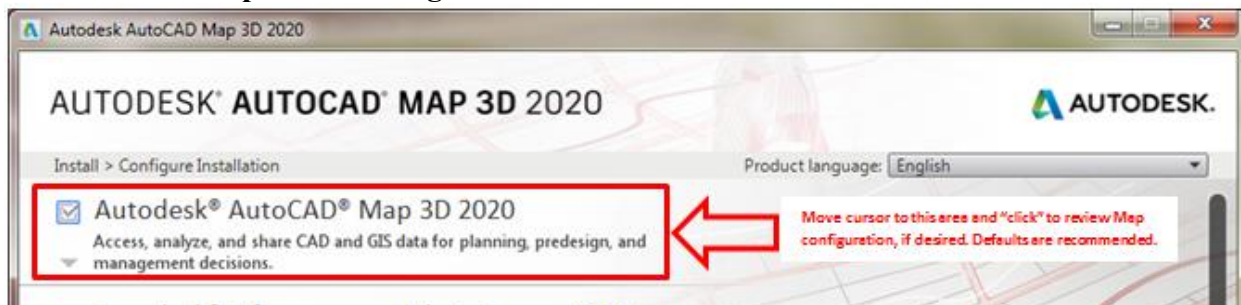 Autodesk AutoCAD Map 3D 2020
AUTODESK® AUTOCAD® MAP 3D 2020
AUTODESK.
Install > Configure Installation
Product language: English
Autodesk® AutoCAD® Map 3D 2020
Access, analyze, and share CAD and GIS data for planning, predesign, and
management decisions.
Move cursor to this area and “click” to review Map
configuration, if desired. Defaults are recommended.